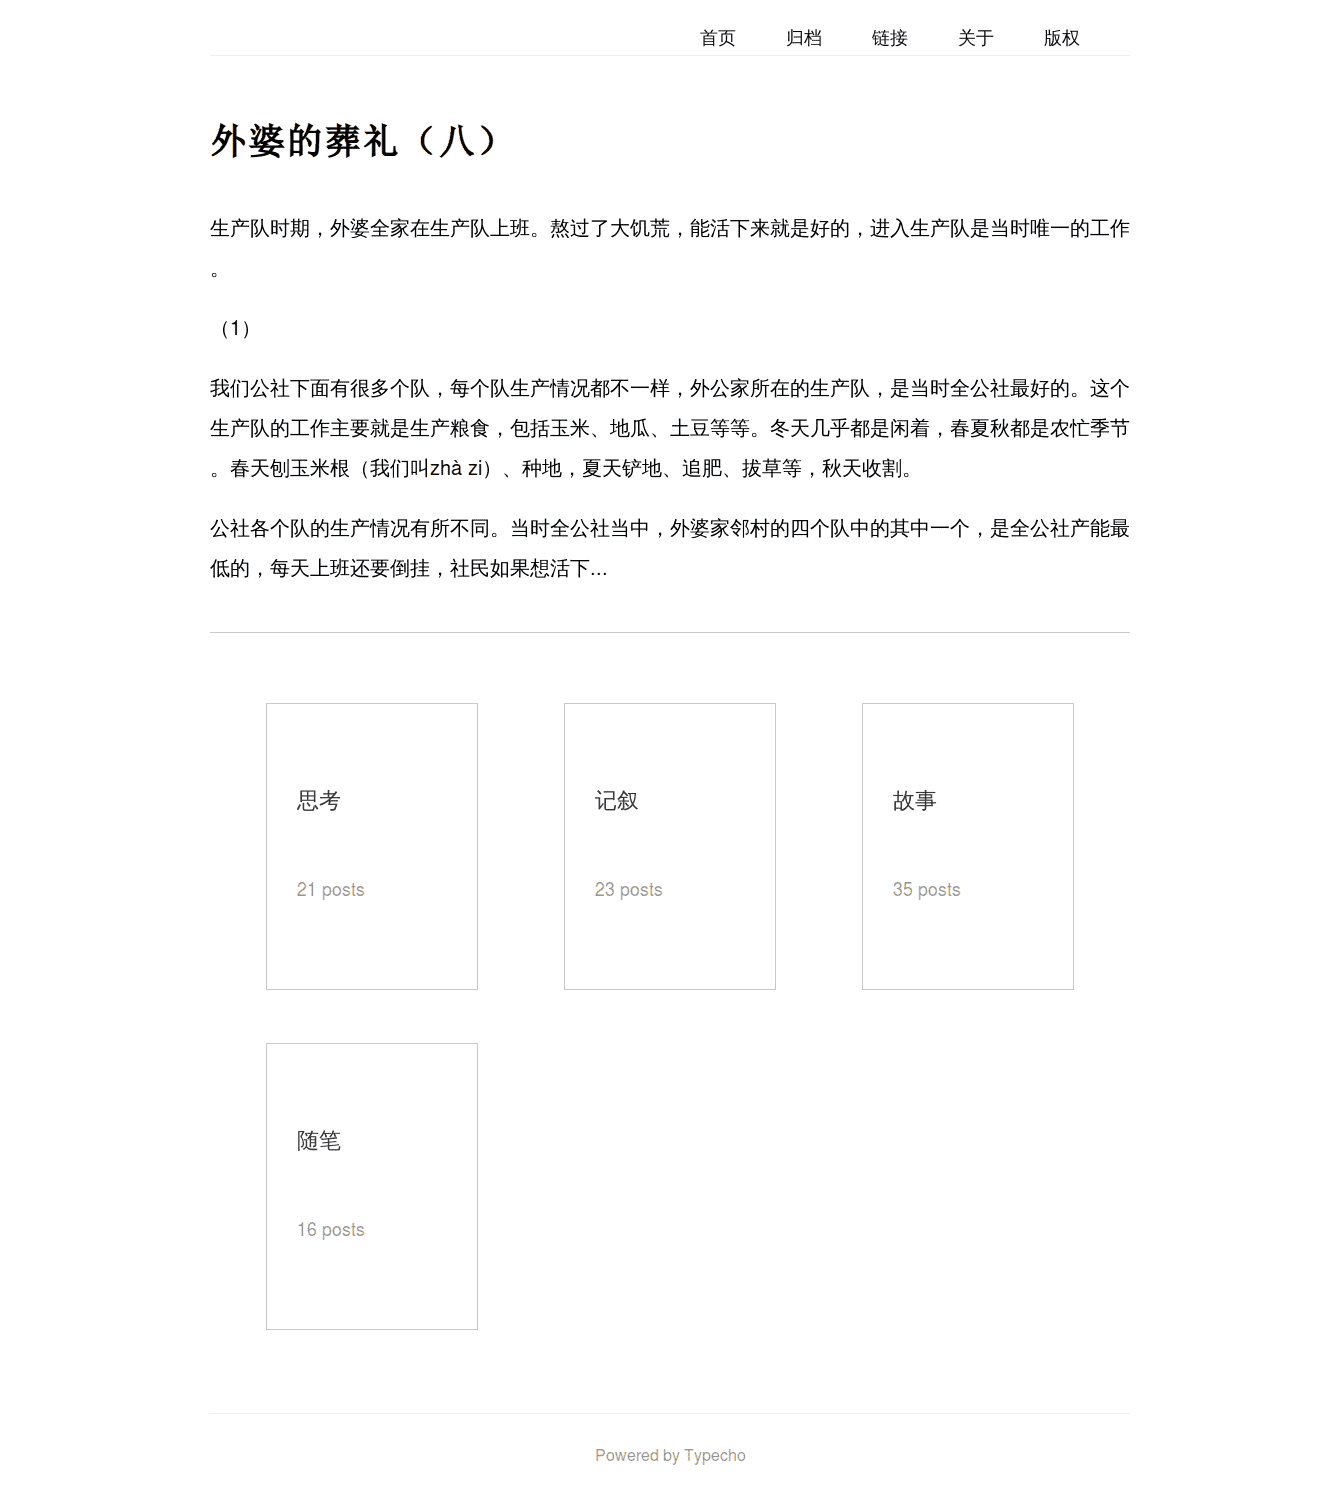 首页 归档 链接 关于 版权
外婆的葬礼（八）
生产队时期，外婆全家在生产队上班。熬过了大饥荒，能活下来就是好的，进入生产队是当时唯一的工作
。
（1）
我们公社下面有很多个队，每个队生产情况都不一样，外公家所在的生产队，是当时全公社最好的。这个
生产队的工作主要就是生产粮食，包括玉米、地瓜、土豆等等。冬天几乎都是闲着，春夏秋都是农忙季节
。春天刨玉米根（我们叫zhà zi）、种地，夏天铲地、追肥、拔草等，秋天收割。
公社各个队的生产情况有所不同。当时全公社当中，外婆家邻村的四个队中的其中一个，是全公社产能最
低的，每天上班还要倒挂，社民如果想活下...
思考
21 posts
记叙
23 posts
故事
35 posts
随笔
16 posts
Powered by Typecho